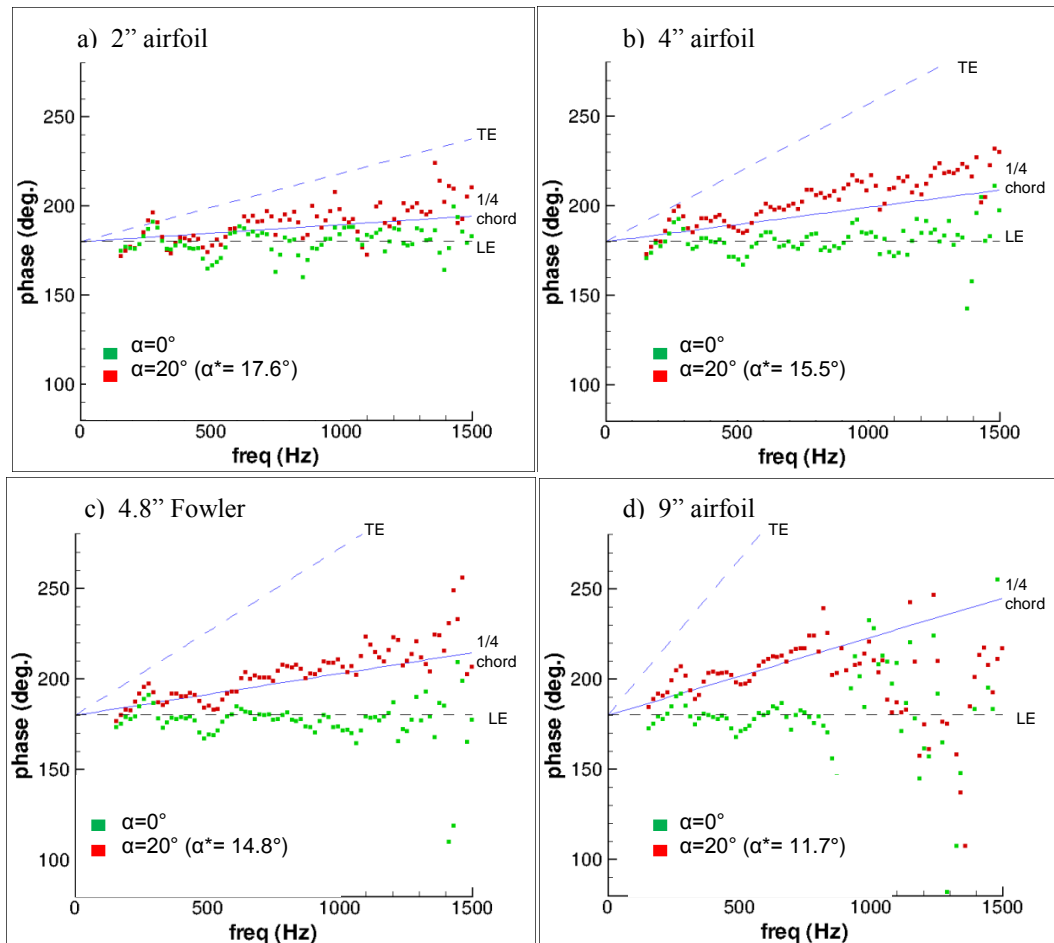 a) 2” airfoil
250
200
150
100
0
500
1000
1500
phase (deg.)
freq (Hz)
TE
1/4
chord
LE
α=0°
α=20° (α*= 17.6°)
b) 4” airfoil
250
200
150
100
0
500
1000
1500
phase (deg.)
freq (Hz)
TE
1/4
chord
LE
α=0°
α=20° (α*= 15.5°)
c) 4.8” Fowler
250
200
150
100
0
500
1000
1500
phase (deg.)
freq (Hz)
TE
1/4
chord
LE
α=0°
α=20° (α*= 14.8°)
d) 9” airfoil
250
200
150
100
0
500
1000
1500
phase (deg.)
freq (Hz)
TE
1/4
chord
LE
α=0°
α=20° (α*= 11.7°)